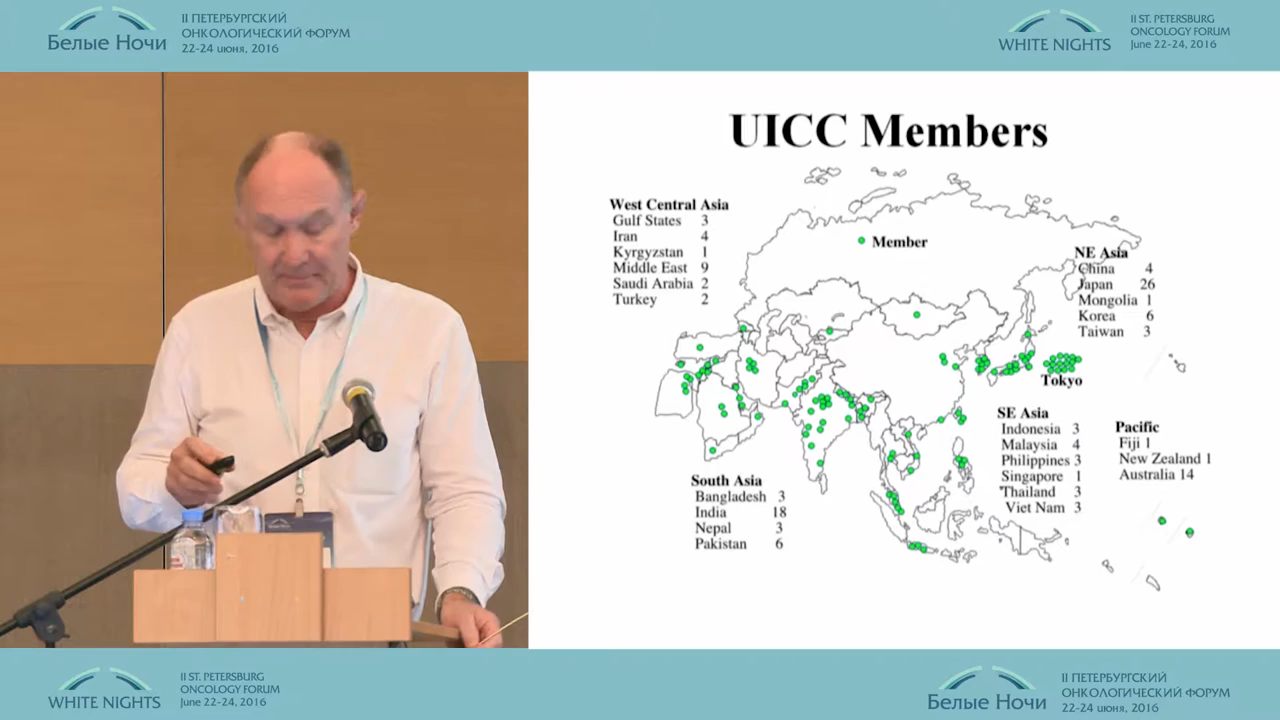 Белые Ночи
II ПЕТЕРБУРГСКИЙ
ОНКОЛОГИЧЕСКИЙ ФОРУМ
22-24 июня, 2016
WHITE NIGHTS
II ST. PETERSBURG
ONCOLOGY FORUM
June 22-24, 2016
UICC Members
West Central Asia
Gulf States 3
Iran 4
Kyrgyzstan 1
Middle East 9
Saudi Arabia 2
Turkey 2
Member
NE Asia
China 4
Japan 26
Mongolia 1
Korea 6
Taiwan 3
Tokyo
SE Asia
Indonesia 3
Malaysia 4
Philippines 3
Singapore 1
Thailand 3
Viet Nam 3
Pacific
Fiji 1
New Zealand 1
Australia 14
South Asia
Bangladesh 3
India 18
Nepal 3
Pakistan 6
WHITE NIGHTS
II ST. PETERSBURG
ONCOLOGY FORUM
June 22-24, 2016
Белые Ночи
II ПЕТЕРБУРГСКИЙ
ОНКОЛОГИЧЕСКИЙ ФОРУМ
22-24 июня, 2016